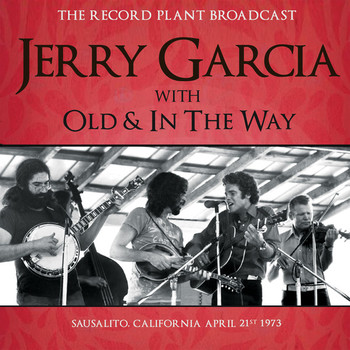 THE RECORD PLANT BROADCAST
JERRY GARCIA
WITH
OLD & IN THE WAY
SAUSALITO, CALIFORNIA APRIL 21ST 1973